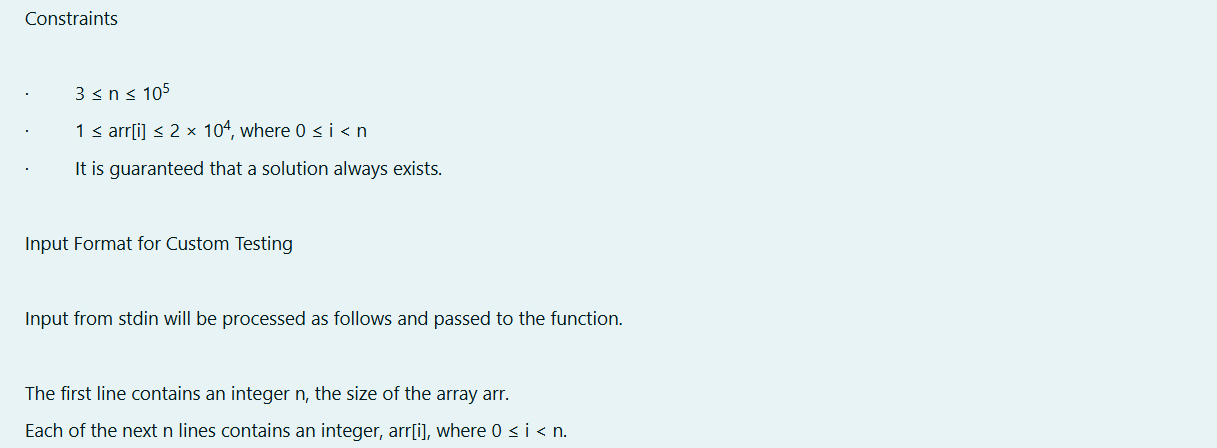 Constraints
· 3 ≤ n ≤ 10⁵
· 1 ≤ arr[i] ≤ 2 × 10⁴, where 0 ≤ i < n
· It is guaranteed that a solution always exists.
Input Format for Custom Testing
Input from stdin will be processed as follows and passed to the function.
The first line contains an integer n, the size of the array arr.
Each of the next n lines contains an integer, arr[i], where 0 ≤ i < n.